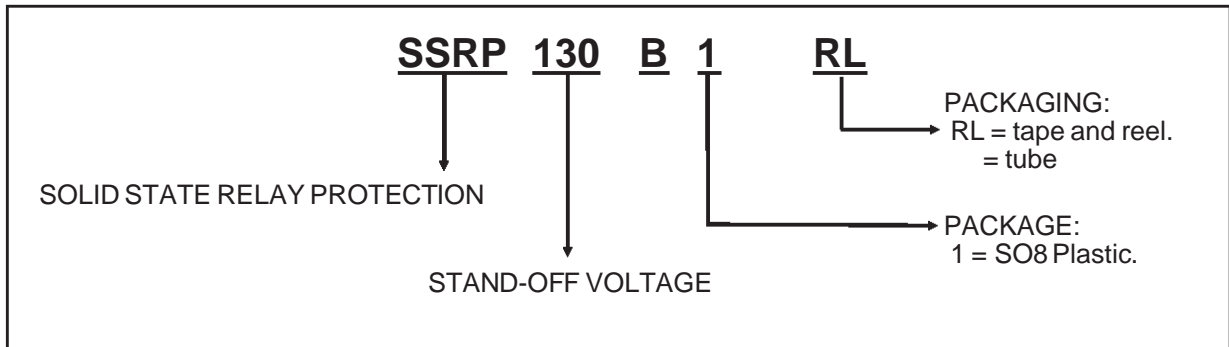 SSRP 130 B 1 RL
PACKAGING:
RL = tape and reel.
= tube
SOLID STATE RELAY PROTECTION
PACKAGE:
1 = SO8 Plastic.
STAND-OFF VOLTAGE